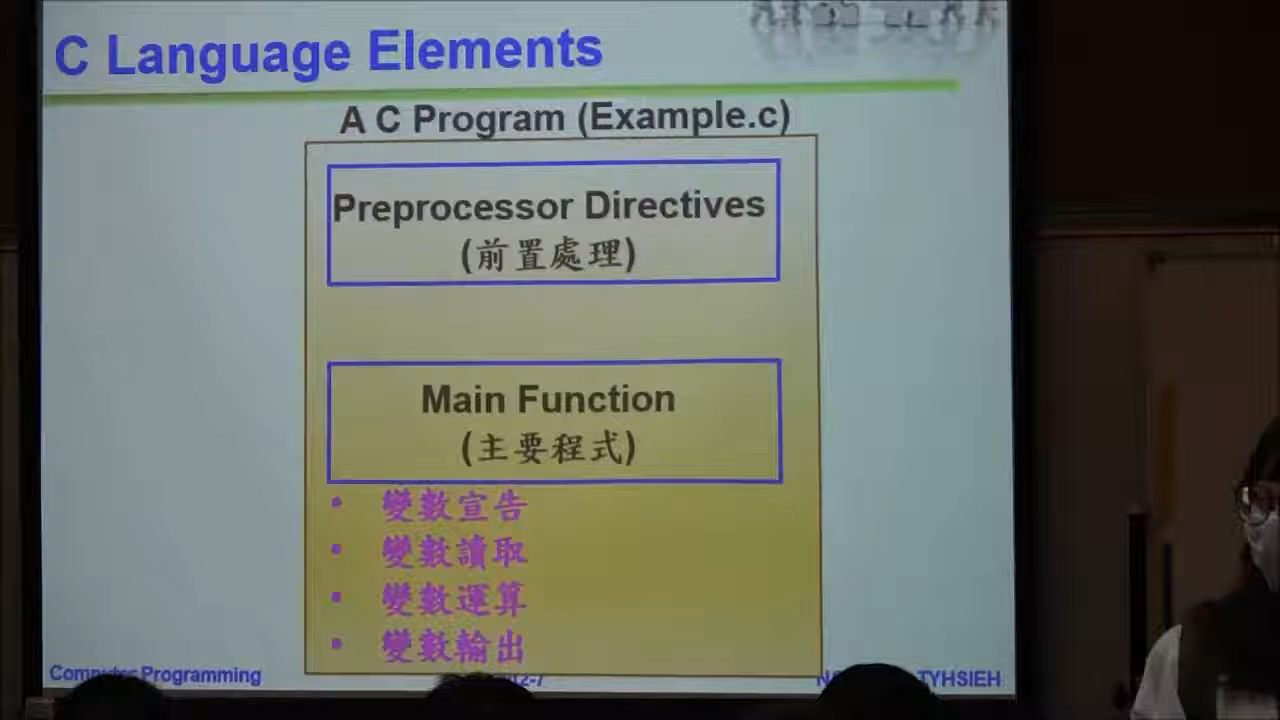 C Language Elements
A C Program (Example.c)
Preprocessor Directives
(前置處理)
Main Function
(主要程式)
• 變數宣告
• 變數讀取
• 變數運算
• 變數輸出
Computer Programming
TYHSIEH